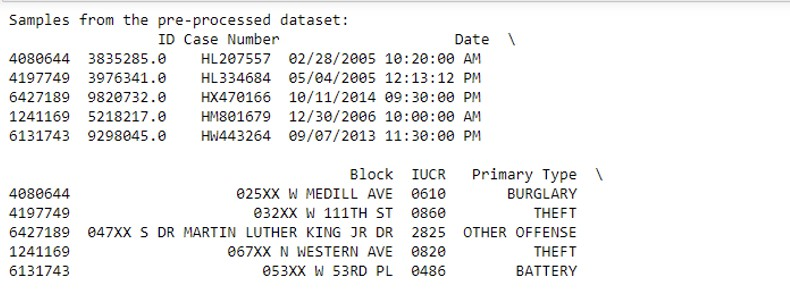 Samples from the pre-processed dataset:
ID Case Number Date \
4080644 3835285.0 HL207557 02/28/2005 10:20:00 AM
4197749 3976341.0 HL334684 05/04/2005 12:13:12 PM
6427189 9820732.0 HX470166 10/11/2014 09:30:00 PM
1241169 5218217.0 HM801679 12/30/2006 10:00:00 AM
6131743 9298045.0 HW443264 09/07/2013 11:30:00 PM
Block IUCR Primary Type \
4080644 025XX W MEDILL AVE 0610 BURGLARY
4197749 032XX W 111TH ST 0860 THEFT
6427189 047XX S DR MARTIN LUTHER KING JR DR 2825 OTHER OFFENSE
1241169 067XX N WESTERN AVE 0820 THEFT
6131743 053XX W 53RD PL 0486 BATTERY